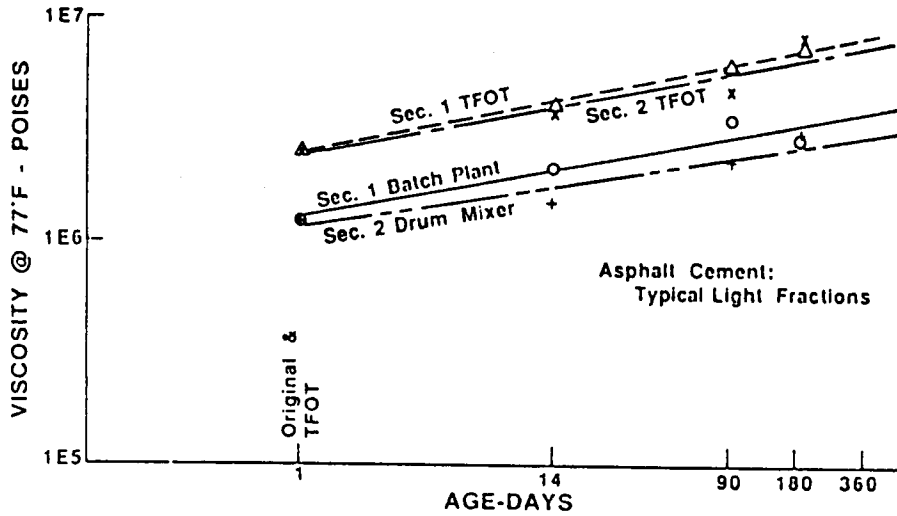 1E7
Sec. 1 TFOT
Sec. 2 TFOT
Sec. 1 Batch Plant
Sec. 2 Drum Mixer
1E6
VISCOSITY @ 77°F - POISES
Asphalt Cement:
Typical Light Fractions
Original &
TFOT
1E5
1 14 90 180 360
AGE-DAYS